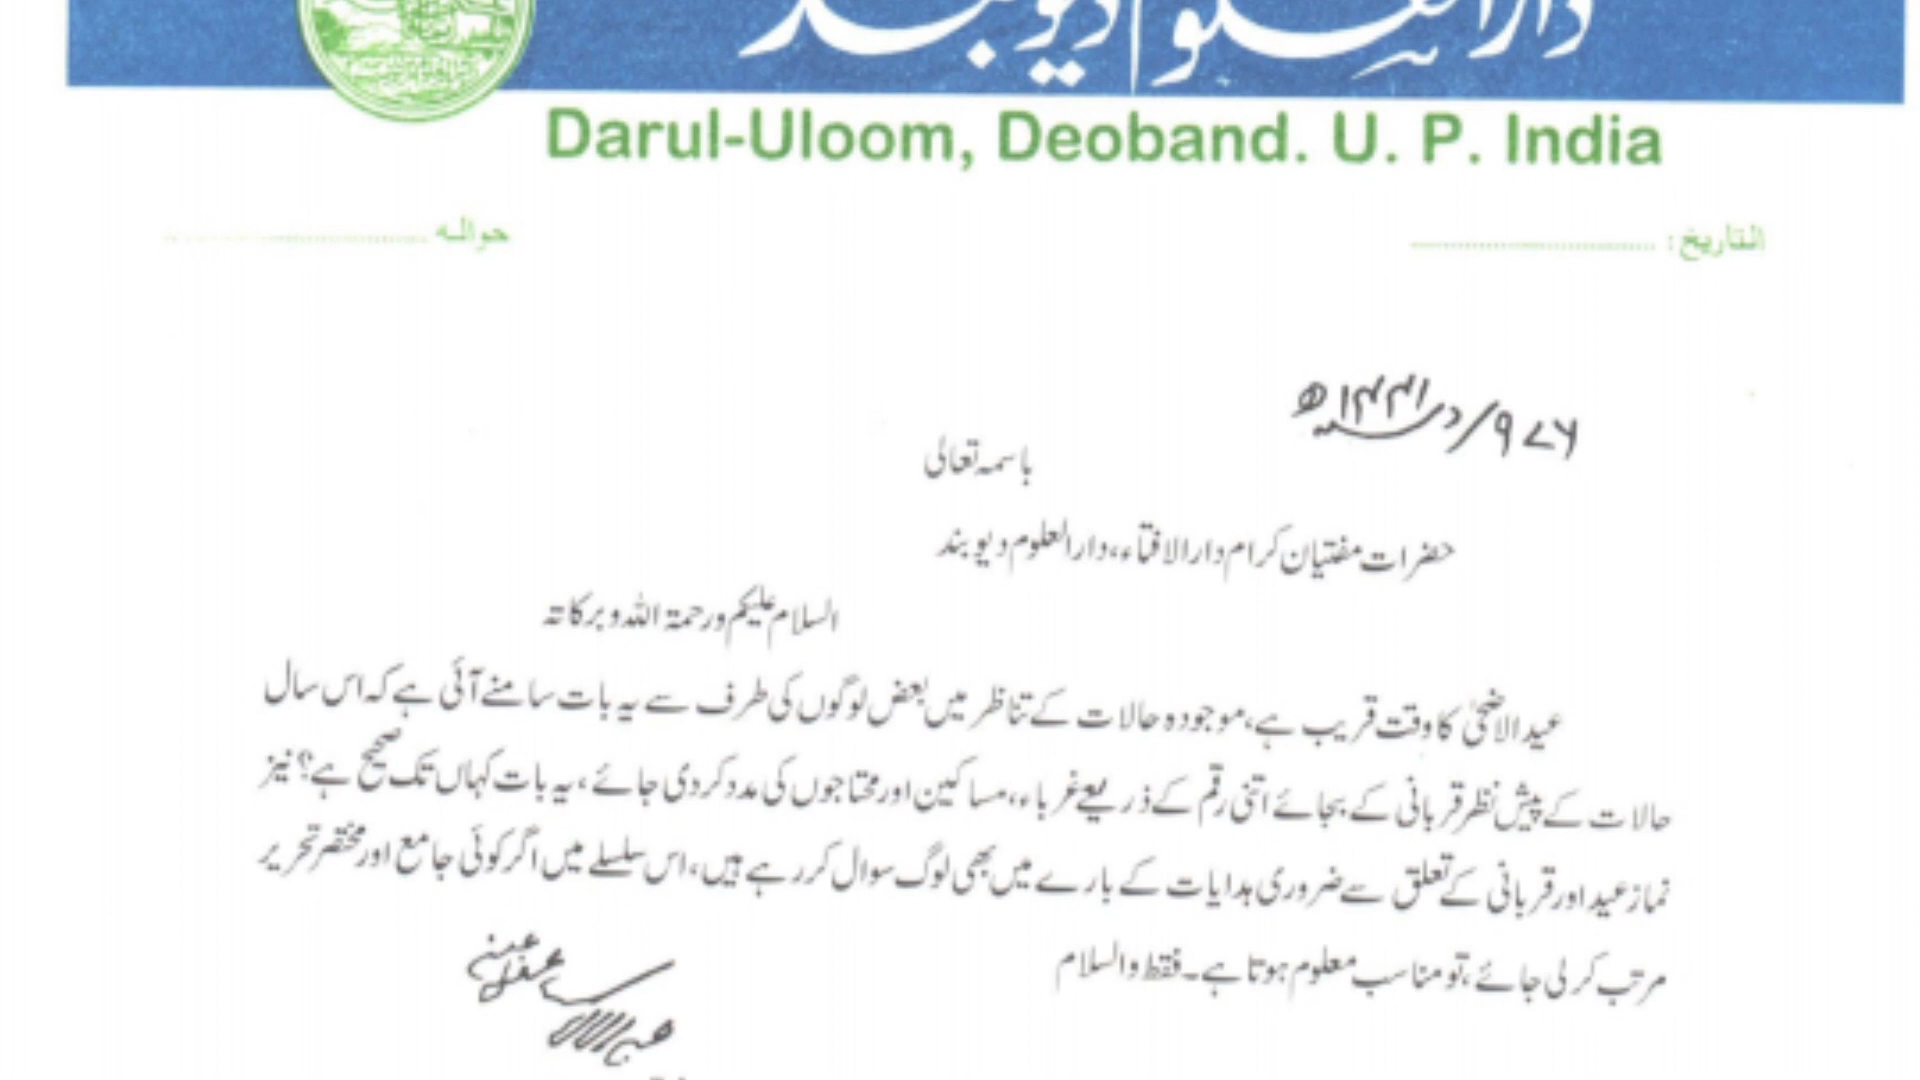 دارالعلوم دیوبند
Darul-Uloom, Deoband. U. P. India
التاریخ: حوالہ
۹۷۶/د ۱۴۴۱ھ
باسمہ تعالیٰ
حضرات مفتیان کرام دارالافتاء، دارالعلوم دیوبند
السلام علیکم ورحمۃ اللہ وبرکاتہ
عیدالاضحیٰ کا وقت قریب ہے، موجودہ حالات کے تناظر میں بعض لوگوں کی طرف سے یہ بات سامنے آئی ہے کہ اس سال
حالات کے پیش نظر قربانی کے بجائے اتنی رقم کے ذریعے غرباء، مساکین اور محتاجوں کی مدد کردی جائے، یہ بات کہاں تک صحیح ہے؟ نیز
نماز عید اور قربانی کے تعلق سے ضروری ہدایات کے بارے میں بھی لوگ سوال کررہے ہیں، اس سلسلے میں اگر کوئی جامع اور مختصر تحریر
مرتب کرلی جائے، تو مناسب معلوم ہوتا ہے۔ فقط والسلام